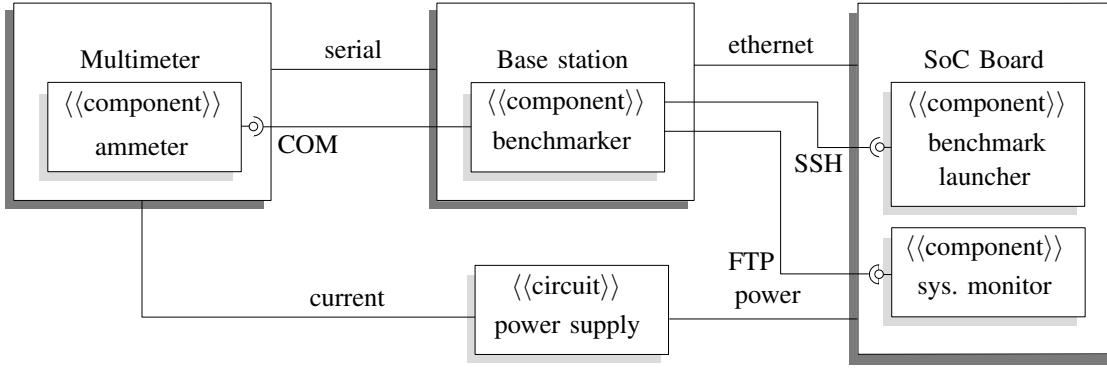 Multimeter
⟨⟨component⟩⟩
ammeter
serial
COM
Base station
⟨⟨component⟩⟩
benchmarker
ethernet
SSH
SoC Board
⟨⟨component⟩⟩
benchmark
launcher
⟨⟨component⟩⟩
sys. monitor
FTP
power
current
⟨⟨circuit⟩⟩
power supply